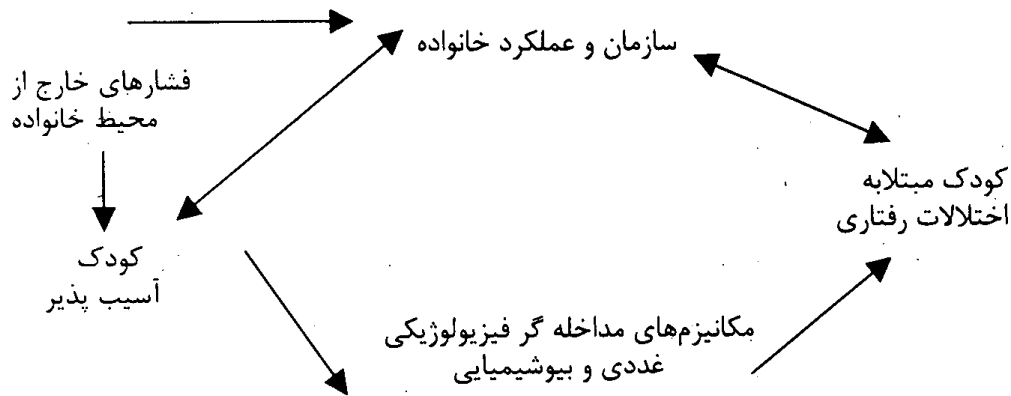 سازمان و عملکرد خانواده
فشارهای خارج از
محیط خانواده
کودک مبتلابه
اختلالات رفتاری
کودک
آسیب پذیر
مکانیزم‌های مداخله گر فیزیولوژیکی
غددی و بیوشیمیایی